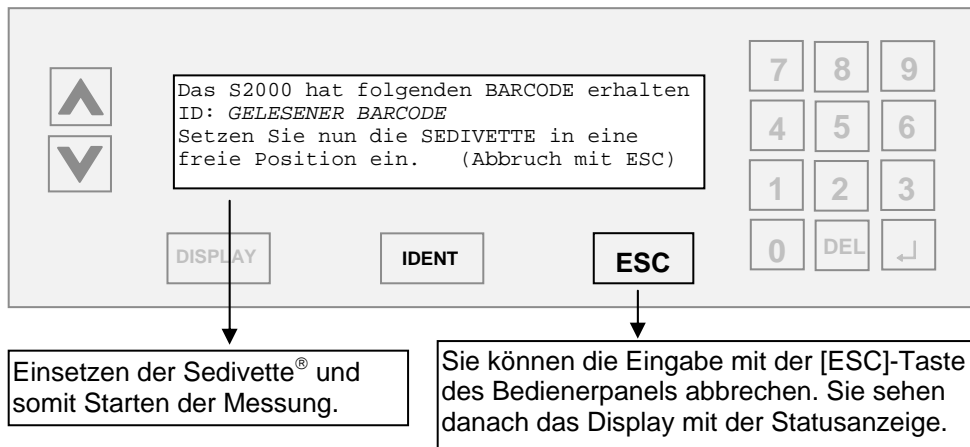 Das S2000 hat folgenden BARCODE erhalten
ID: GELESENER BARCODE
Setzen Sie nun die SEDIVETTE in eine
freie Position ein. (Abbruch mit ESC)
7 8 9
4 5 6
1 2 3
0 DEL ↵
DISPLAY IDENT ESC
Einsetzen der Sedivette® und
somit Starten der Messung.
Sie können die Eingabe mit der [ESC]-Taste
des Bedienerpanels abbrechen. Sie sehen
danach das Display mit der Statusanzeige.